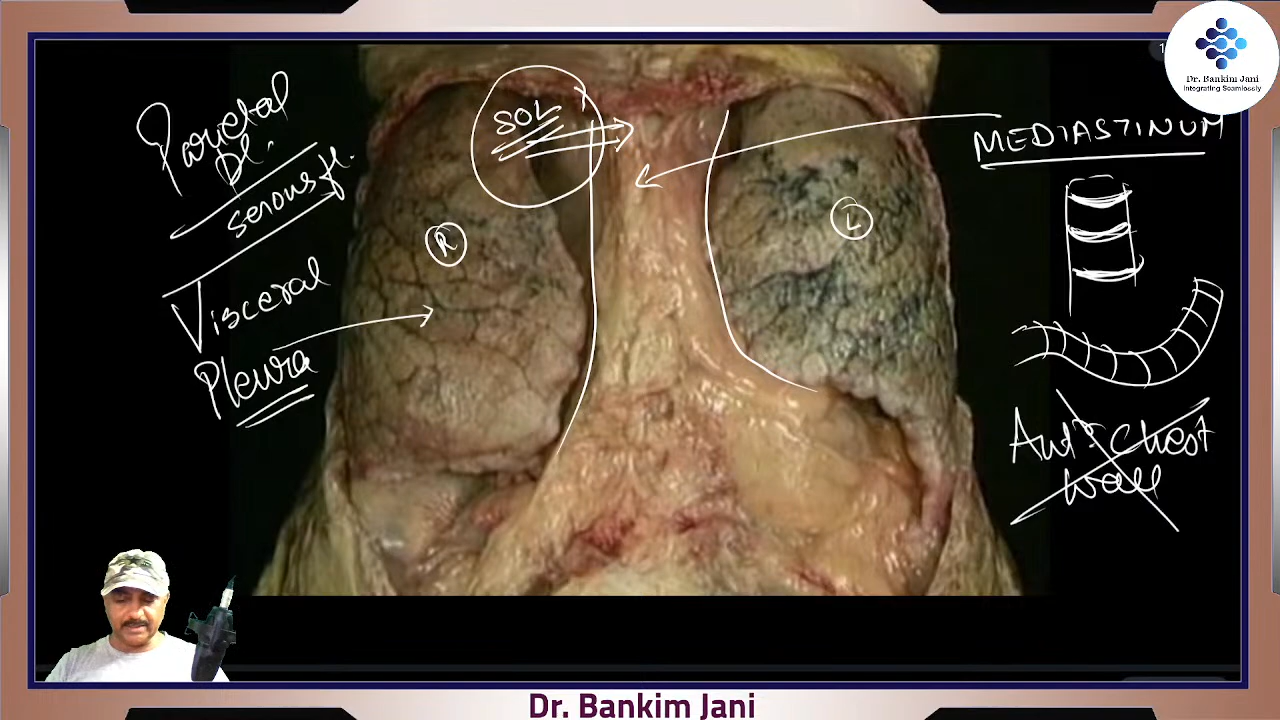 Dr. Bankim Jani
Integrating Seamlessly
Parietal
Pl.
serous fl.
Visceral
Pleura
SOL
R
L
MEDIASTINUM
Ant. chest
wall
Dr. Bankim Jani